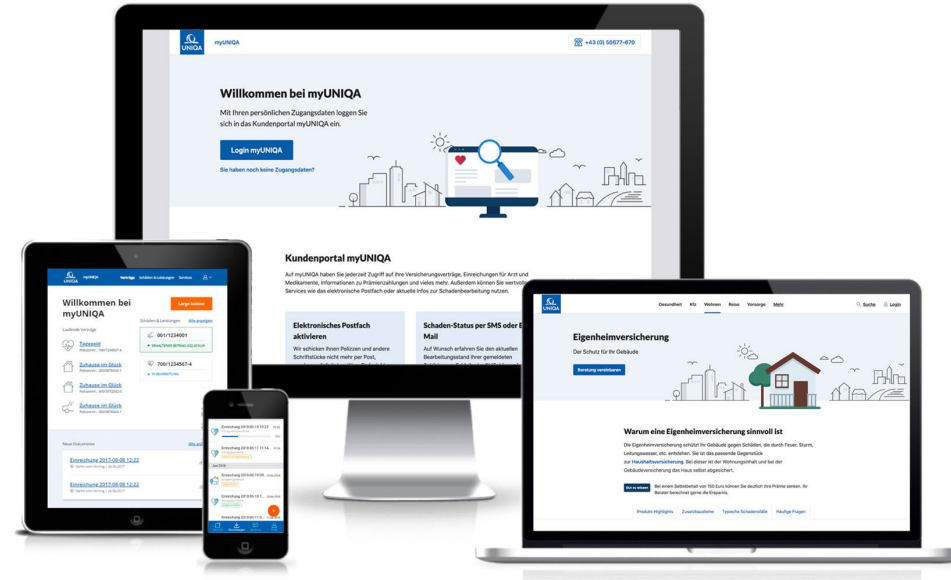 UNIQA
myUNIQA
+43 (0) 50677-670
Willkommen bei myUNIQA
Mit Ihren persönlichen Zugangsdaten loggen Sie
sich in das Kundenportal myUNIQA ein.
Login myUNIQA
Sie haben noch keine Zugangsdaten?
Kundenportal myUNIQA
Auf myUNIQA haben Sie jederzeit Zugriff auf Ihre Versicherungsverträge, Einreichungen für Arzt und
Medikamente, Informationen zu Prämienzahlungen und vieles mehr. Außerdem können Sie wertvolle
Services wie das elektronische Postfach oder aktuelle Infos zur Schadenbearbeitung nutzen.
Elektronisches Postfach
aktivieren
Wir schicken Ihnen Polizzen und andere
Schriftstücke nicht mehr per Post,
Schaden-Status per SMS oder E
Mail
Auf Wunsch erfahren Sie den aktuellen
Bearbeitungsstand Ihrer gemeldeten
UNIQA
myUNIQA
Verträge
Schäden & Leistungen
Services
Willkommen bei
myUNIQA
Laufende Verträge
Tagegeld
Zuhause im Glück
Zuhause im Glück
Zuhause im Glück
Schäden & Leistungen
Alle anzeigen
001/1234001
700/1234567-4
Neue Dokumente
Einreichung 2017-08-08 12:22
Einreichung 2017-08-08 12:22
UNIQA
Gesundheit Kfz Wohnen Reise Vorsorge Mehr
Suche
Login
Eigenheimversicherung
Der Schutz für Ihr Gebäude
Beratung vereinbaren
Warum eine Eigenheimversicherung sinnvoll ist
Die Eigenheimversicherung schützt Ihr Gebäude gegen Schäden, die durch Feuer, Sturm,
Leitungswasser, etc. entstehen. Sie ist das passende Gegenstück
zur Haushaltsversicherung. Bei dieser ist der Wohnungsinhalt und bei der
Gebäudeversicherung das Haus selbst abgesichert.
Gut zu wissen
Bei einem Selbstbehalt von 150 Euro können Sie deutlich Ihre Prämie senken. Ihr
Berater berechnet gerne die Ersparnis.
Produkt-Highlights
Zusatzbausteine
Typische Schadensfälle
Häufige Fragen